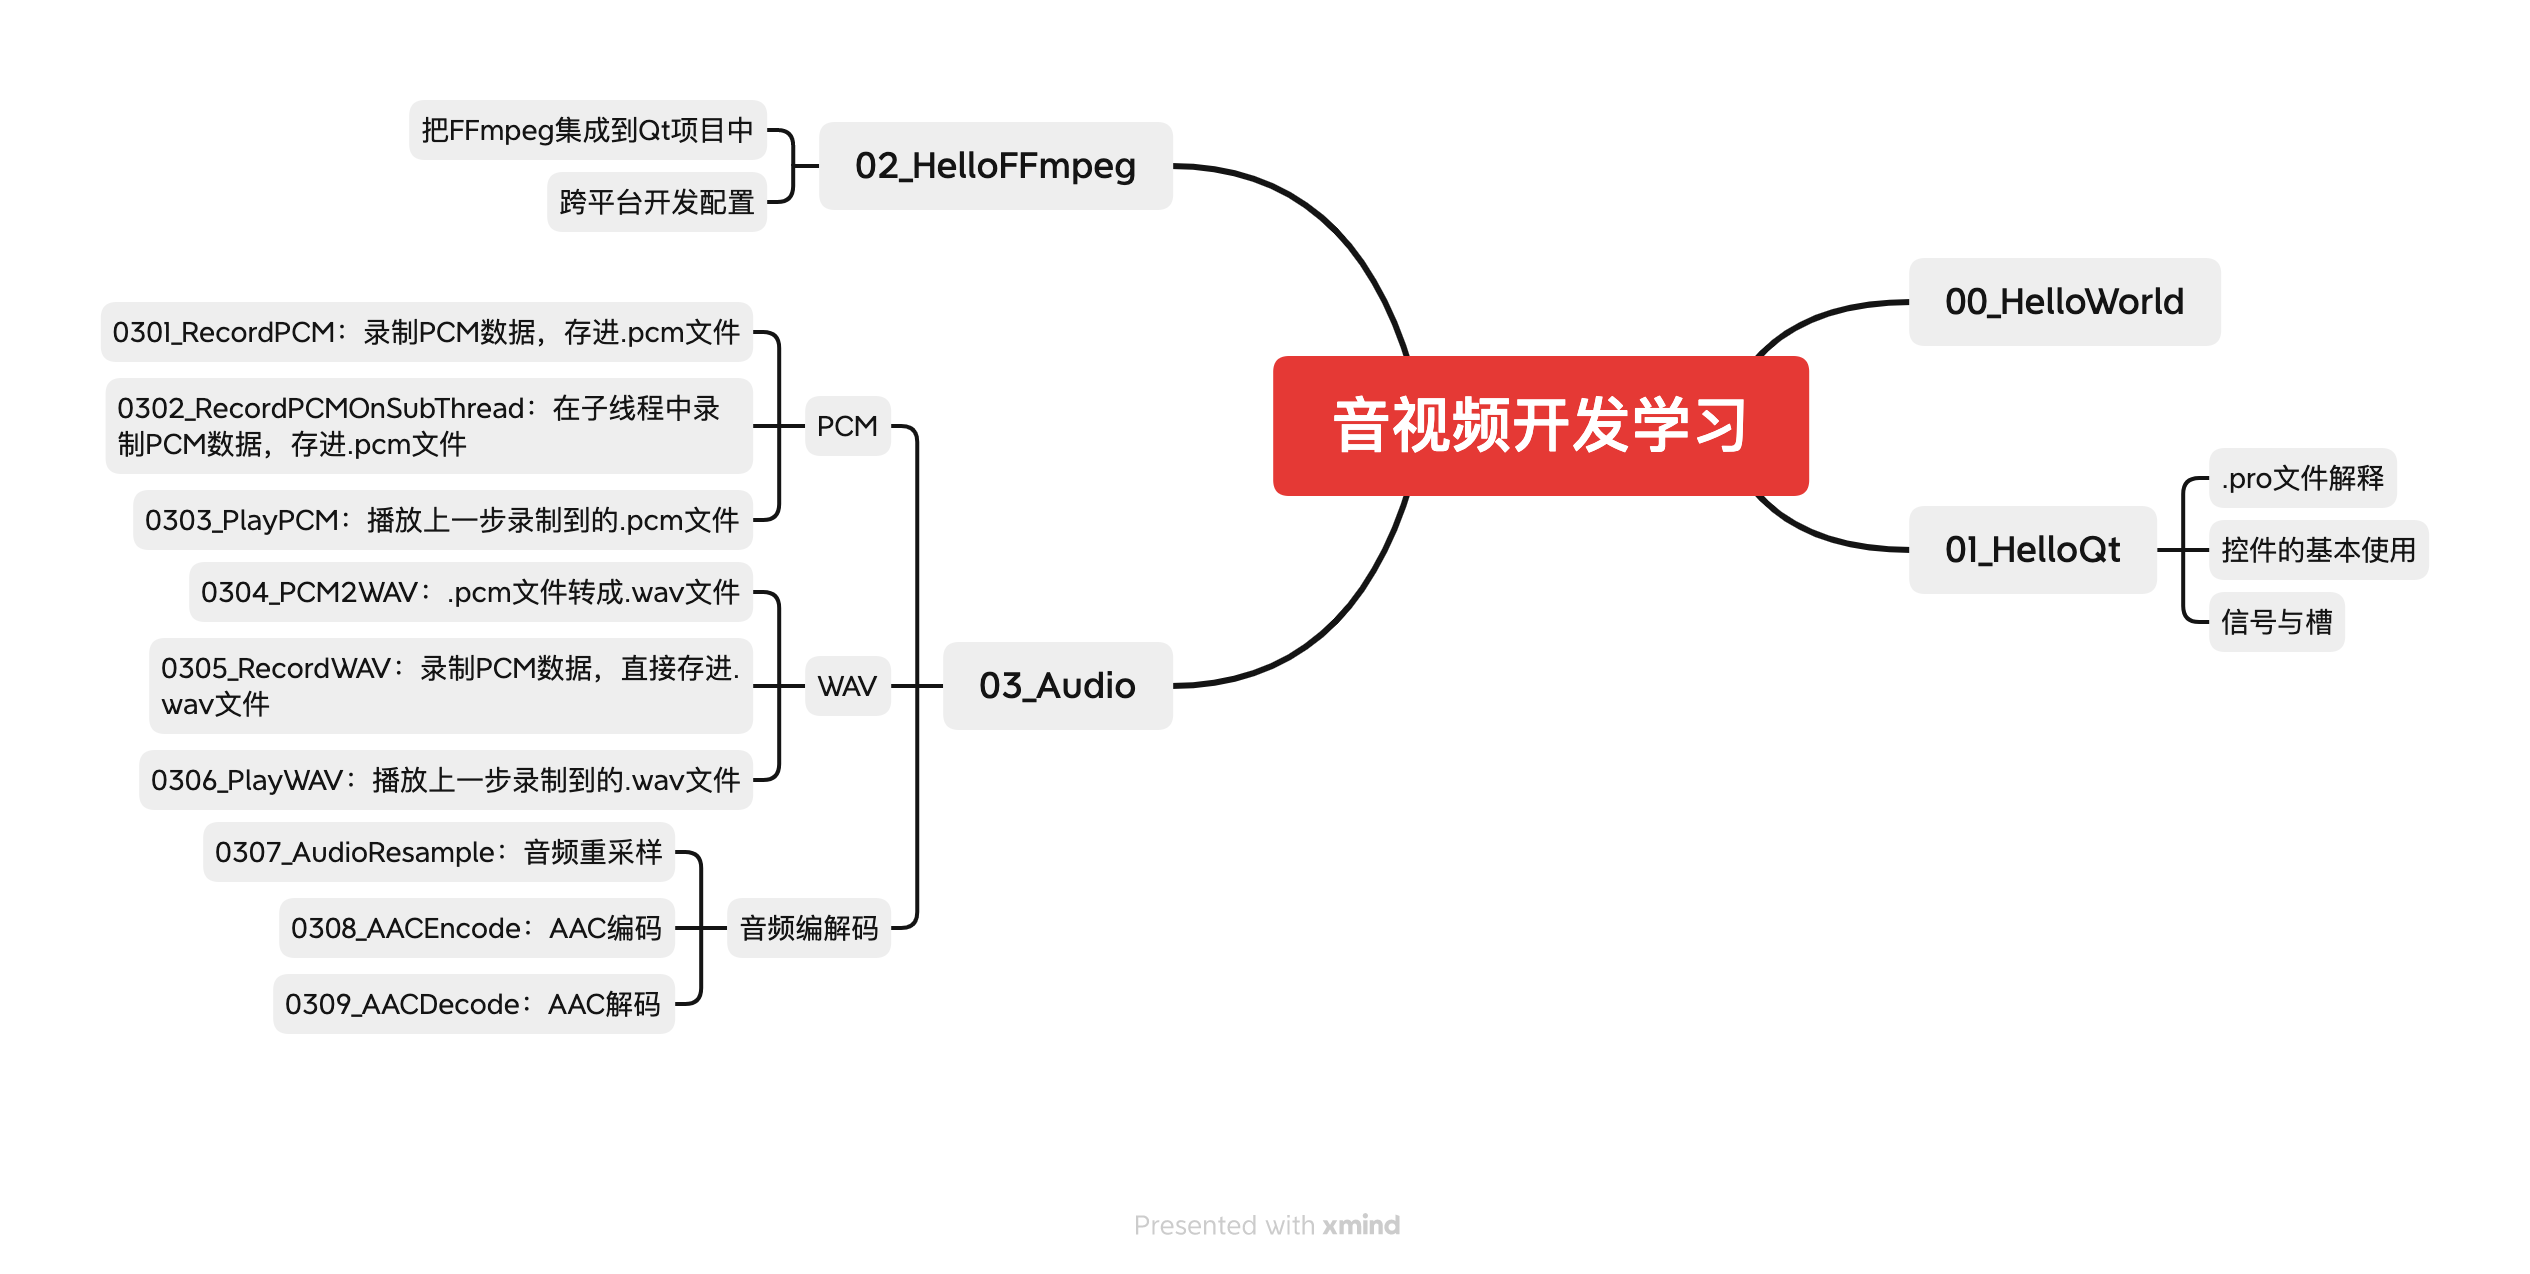 音视频开发学习
00_HelloWorld
01_HelloQt
.pro文件解释
控件的基本使用
信号与槽
02_HelloFFmpeg
把FFmpeg集成到Qt项目中
跨平台开发配置
03_Audio
PCM
0301_RecordPCM：录制PCM数据，存进.pcm文件
0302_RecordPCMOnSubThread：在子线程中录
制PCM数据，存进.pcm文件
0303_PlayPCM：播放上一步录制到的.pcm文件
WAV
0304_PCM2WAV：.pcm文件转成.wav文件
0305_RecordWAV：录制PCM数据，直接存进.
wav文件
0306_PlayWAV：播放上一步录制到的.wav文件
音频编解码
0307_AudioResample：音频重采样
0308_AACEncode：AAC编码
0309_AACDecode：AAC解码
Presented with xmind